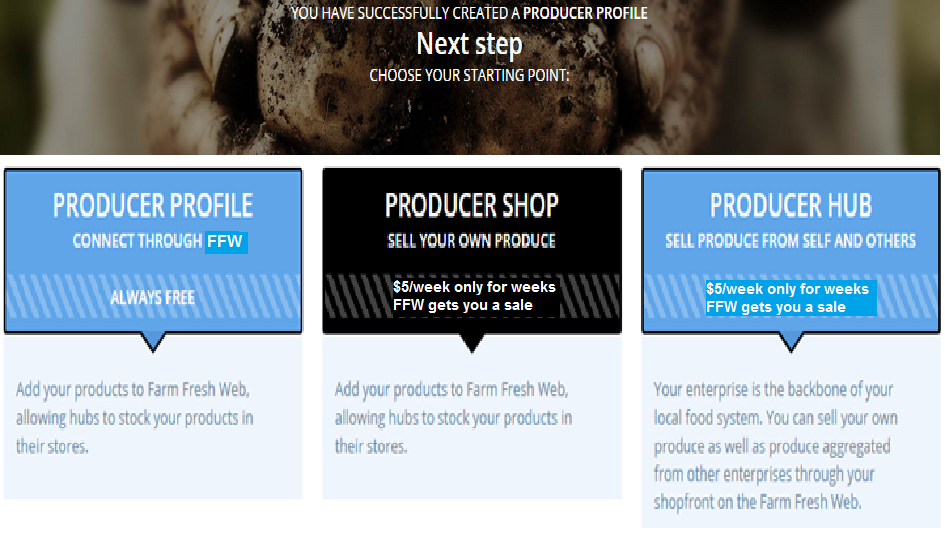 YOU HAVE SUCCESSFULLY CREATED A PRODUCER PROFILE
Next step
CHOOSE YOUR STARTING POINT:
PRODUCER PROFILE
CONNECT THROUGH FFW
ALWAYS FREE
Add your products to Farm Fresh Web,
allowing hubs to stock your products in
their stores.
PRODUCER SHOP
SELL YOUR OWN PRODUCE
$5/week only for weeks
FFW gets you a sale
Add your products to Farm Fresh Web,
allowing hubs to stock your products in
their stores.
PRODUCER HUB
SELL PRODUCE FROM SELF AND OTHERS
$5/week only for weeks
FFW gets you a sale
Your enterprise is the backbone of your
local food system. You can sell your own
produce as well as produce aggregated
from other enterprises through your
shopfront on the Farm Fresh Web.